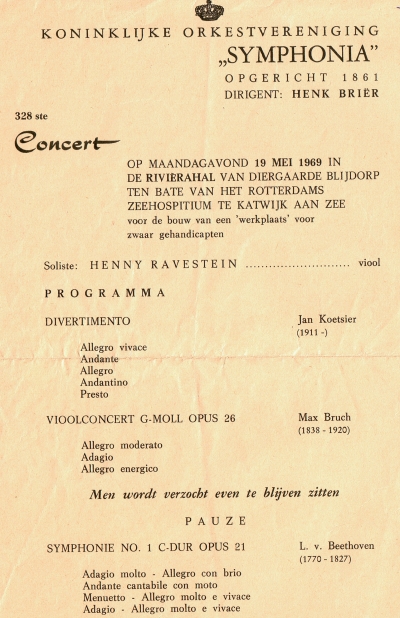 KONINKLIJKE ORKESTVERENIGING
„SYMPHONIA”
OPGERICHT 1861
DIRIGENT: HENK BRIËR
328 ste
Concert
OP MAANDAGAVOND 19 MEI 1969 IN
DE RIVIÈRAHAL VAN DIERGAARDE BLIJDORP
TEN BATE VAN HET ROTTERDAMS
ZEEHOSPITIUM TE KATWIJK AAN ZEE
voor de bouw van een 'werkplaats' voor
zwaar gehandicapten
Soliste: HENNY RAVESTEIN ........................... viool
PROGRAMMA
DIVERTIMENTO Jan Koetsier
(1911 -)
Allegro vivace
Andante
Allegro
Andantino
Presto
VIOOLCONCERT G-MOLL OPUS 26 Max Bruch
(1838 - 1920)
Allegro moderato
Adagio
Allegro energico
Men wordt verzocht even te blijven zitten
PAUZE
SYMPHONIE NO. 1 C-DUR OPUS 21 L. v. Beethoven
(1770 - 1827)
Adagio molto - Allegro con brio
Andante cantabile con moto
Menuetto - Allegro molto e vivace
Adagio - Allegro molto e vivace